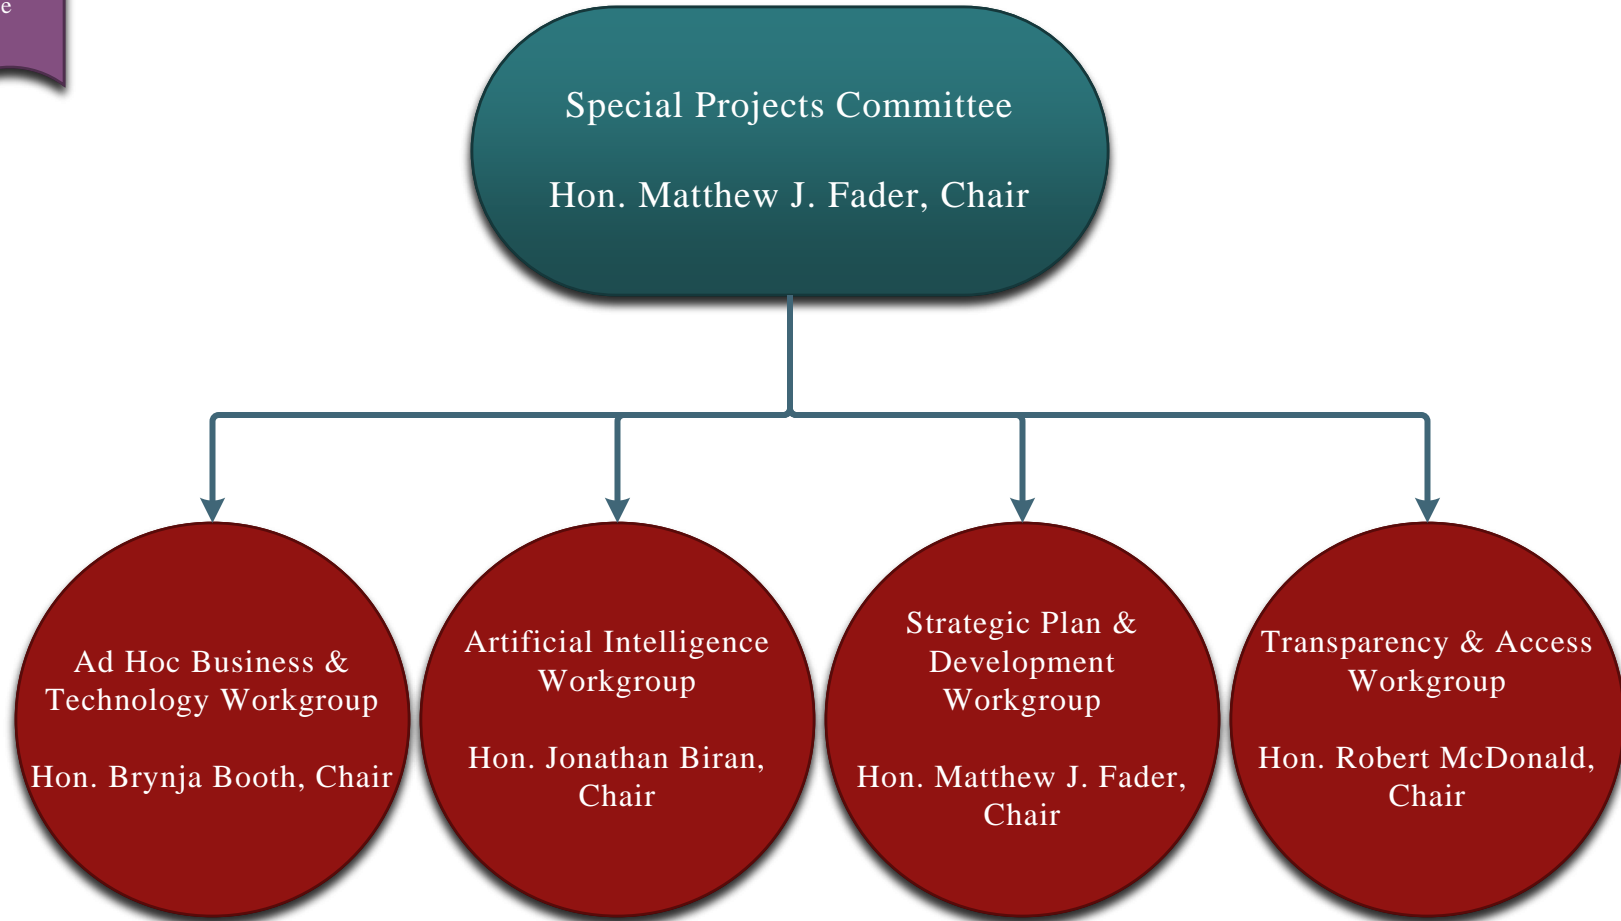 e
Special Projects Committee
Hon. Matthew J. Fader, Chair
Ad Hoc Business &
Technology Workgroup
Hon. Brynja Booth, Chair
Artificial Intelligence
Workgroup
Hon. Jonathan Biran,
Chair
Strategic Plan &
Development
Workgroup
Hon. Matthew J. Fader,
Chair
Transparency & Access
Workgroup
Hon. Robert McDonald,
Chair